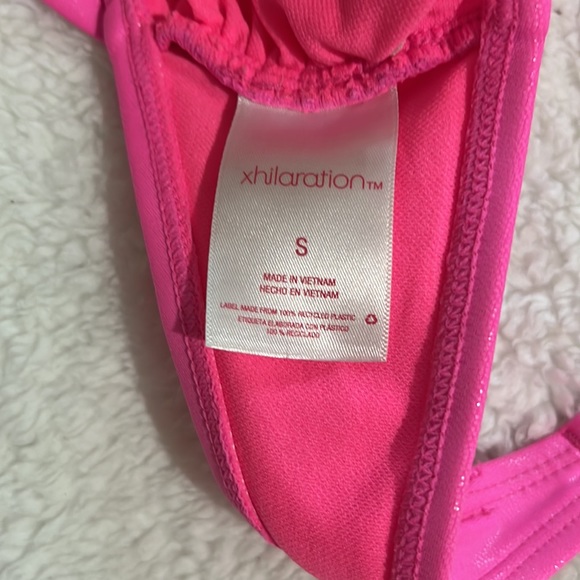 xhilaration™
S
MADE IN VIETNAM
HECHO EN VIETNAM
LABEL MADE FROM 100% RECYCLED PLASTIC
ETIQUETA ELABORADA CON PLÁSTICO
100 % RECICLADO